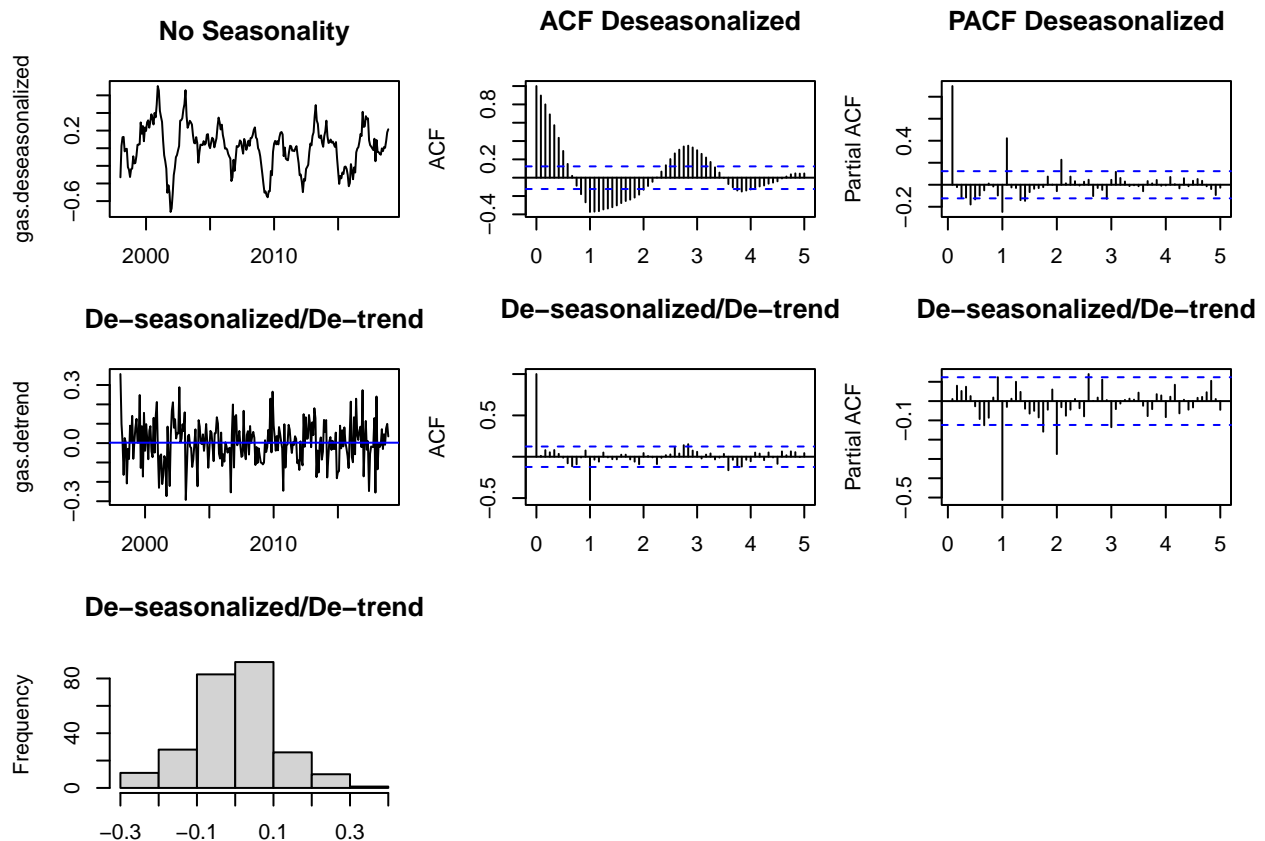 No Seasonality
gas.deseasonalized
0.2
−0.6
2000 2010
ACF Deseasonalized
ACF
0.8
0.2
−0.4
0 1 2 3 4 5
PACF Deseasonalized
Partial ACF
0.4
−0.2
0 1 2 3 4 5
De−seasonalized/De−trend
gas.detrend
0.3
0.0
−0.3
2000 2010
De−seasonalized/De−trend
ACF
0.5
−0.5
0 1 2 3 4 5
De−seasonalized/De−trend
Partial ACF
−0.1
−0.5
0 1 2 3 4 5
De−seasonalized/De−trend
Frequency
80
40
0
−0.3 −0.1 0.1 0.3